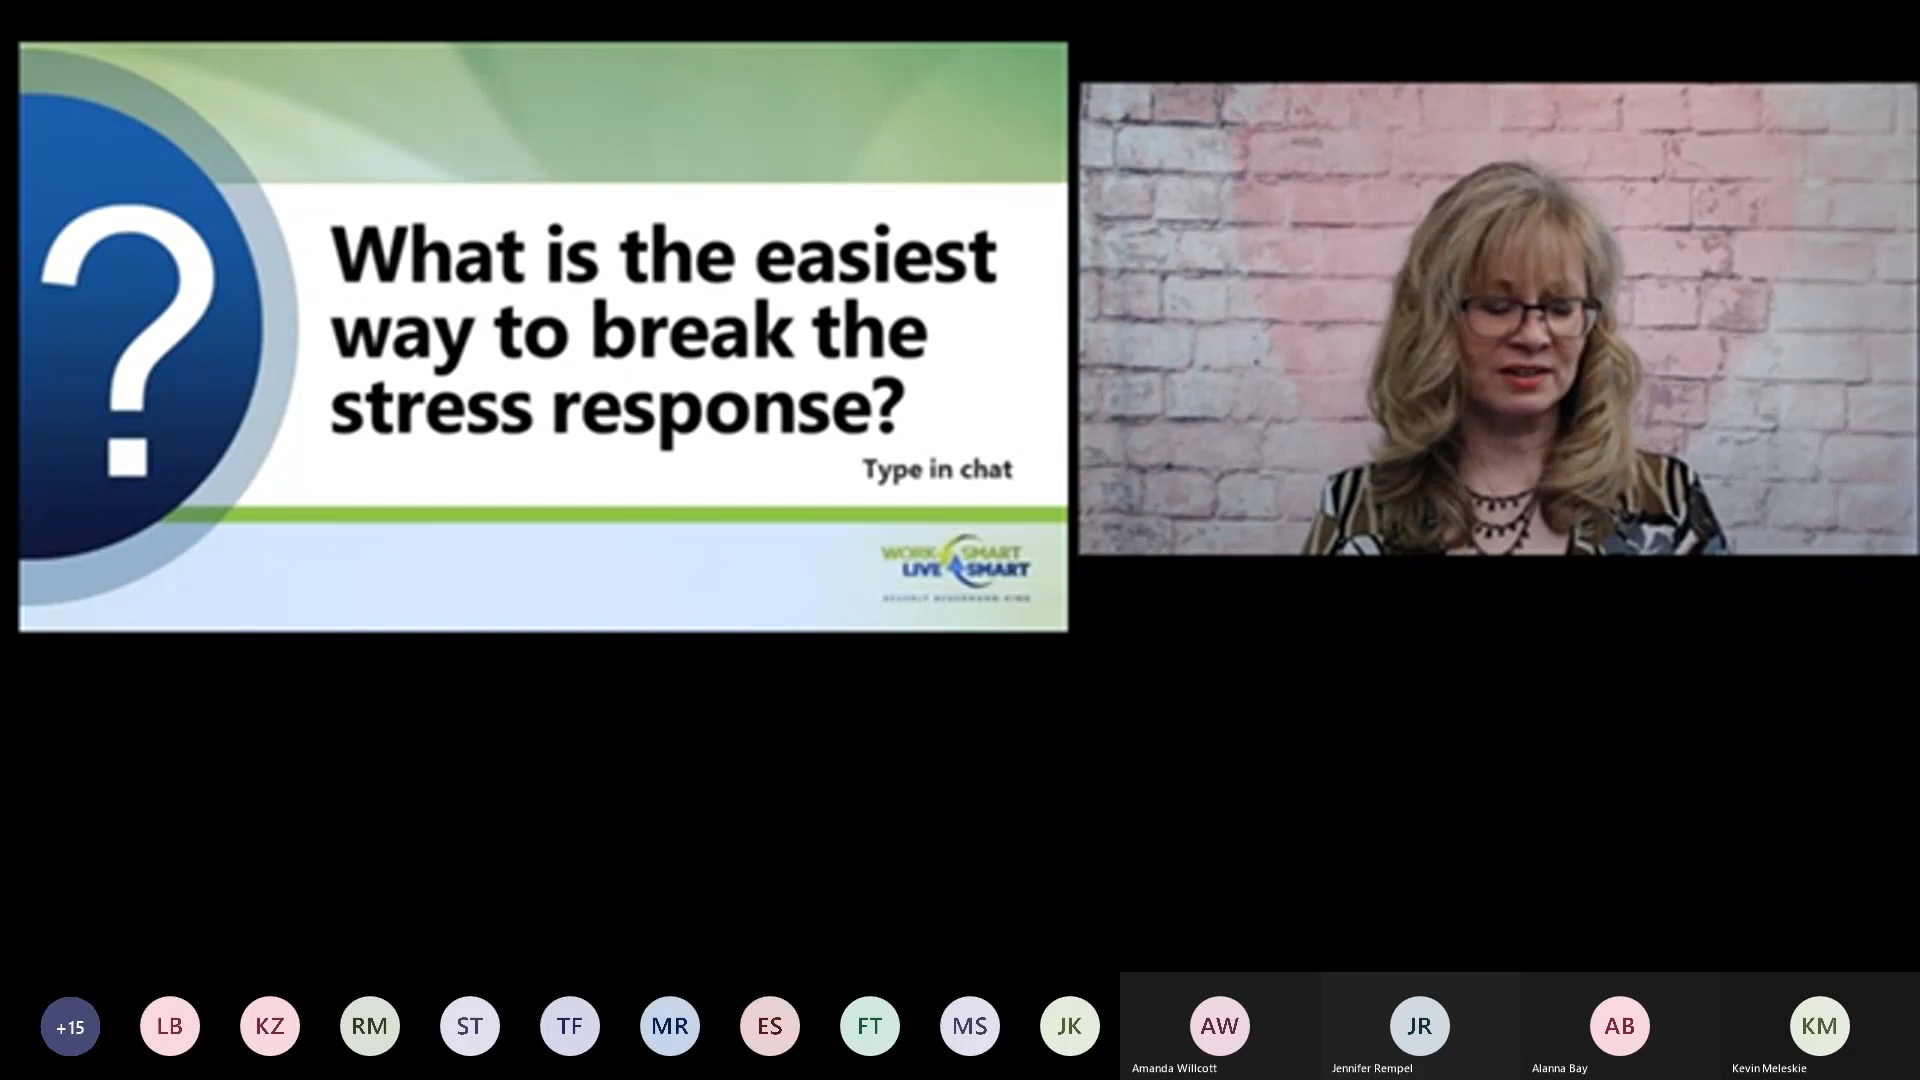 ?
What is the easiest
way to break the
stress response?
Type in chat
WORK SMART
LIVE SMART
+15
LB
KZ
RM
ST
TF
MR
ES
FT
MS
JK
AW
JR
AB
KM
Amanda Willcott
Jennifer Rempel
Alanna Bay
Kevin Meleskie